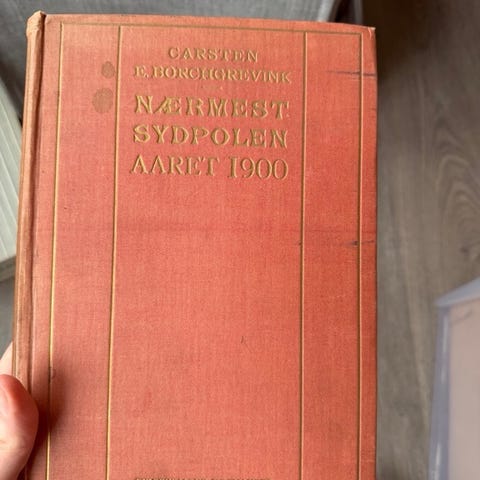 CARSTEN
E. BORCHGREVINK
NÆRMEST
SYDPOLEN
AARET 1900